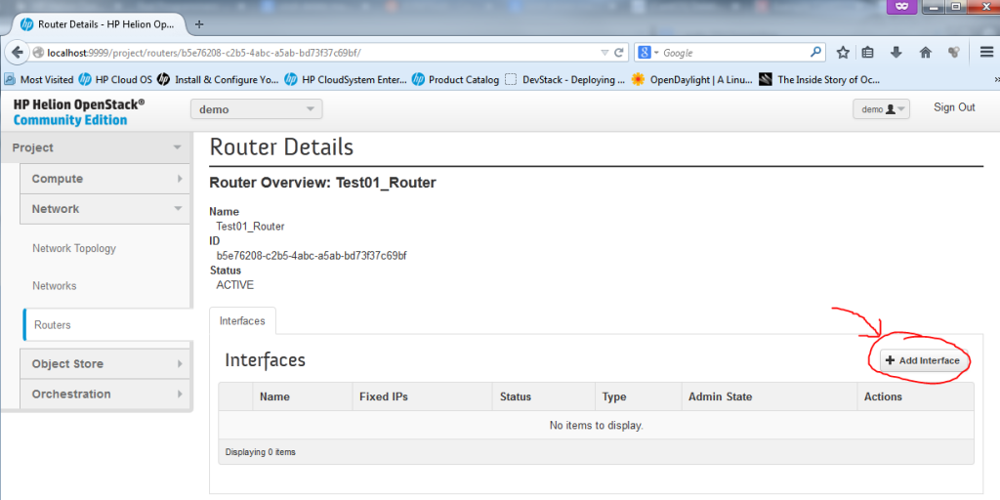 Router Details - HP Helion Op...
localhost:9999/project/routers/b5e76208-c2b5-4abc-a5ab-bd73f37c69bf/
8 Google
Most Visited HP Cloud OS Install & Configure Yo... HP CloudSystem Enter... Product Catalog DevStack - Deploying ... OpenDaylight | A Linu... The Inside Story of Oc...
HP Helion OpenStack®
Community Edition
demo
demo
Sign Out
Project
Compute
Network
Network Topology
Networks
Routers
Object Store
Orchestration
Router Details
Router Overview: Test01_Router
Name
Test01_Router
ID
b5e76208-c2b5-4abc-a5ab-bd73f37c69bf
Status
ACTIVE
Interfaces
Interfaces
+ Add Interface
Name Fixed IPs Status Type Admin State Actions
No items to display.
Displaying 0 items